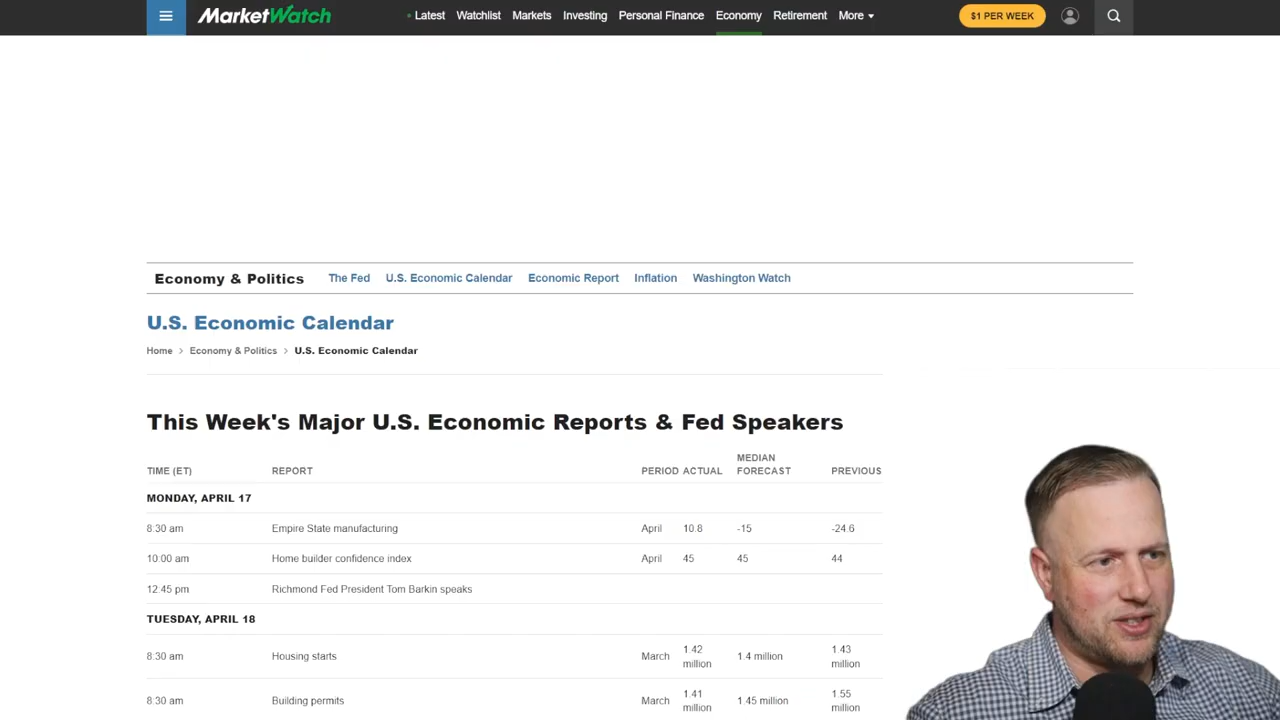 MarketWatch Latest Watchlist Markets Investing Personal Finance Economy Retirement More $1 PER WEEK
Economy & Politics The Fed U.S. Economic Calendar Economic Report Inflation Washington Watch
U.S. Economic Calendar
Home > Economy & Politics > U.S. Economic Calendar
This Week's Major U.S. Economic Reports & Fed Speakers
TIME (ET) REPORT PERIOD ACTUAL MEDIAN FORECAST PREVIOUS
MONDAY, APRIL 17
8:30 am Empire State manufacturing April 10.8 -15 -24.6
10:00 am Home builder confidence index April 45 45 44
12:45 pm Richmond Fed President Tom Barkin speaks
TUESDAY, APRIL 18
8:30 am Housing starts March 1.42 million 1.4 million 1.43 million
8:30 am Building permits March 1.41 million 1.45 million 1.55 million